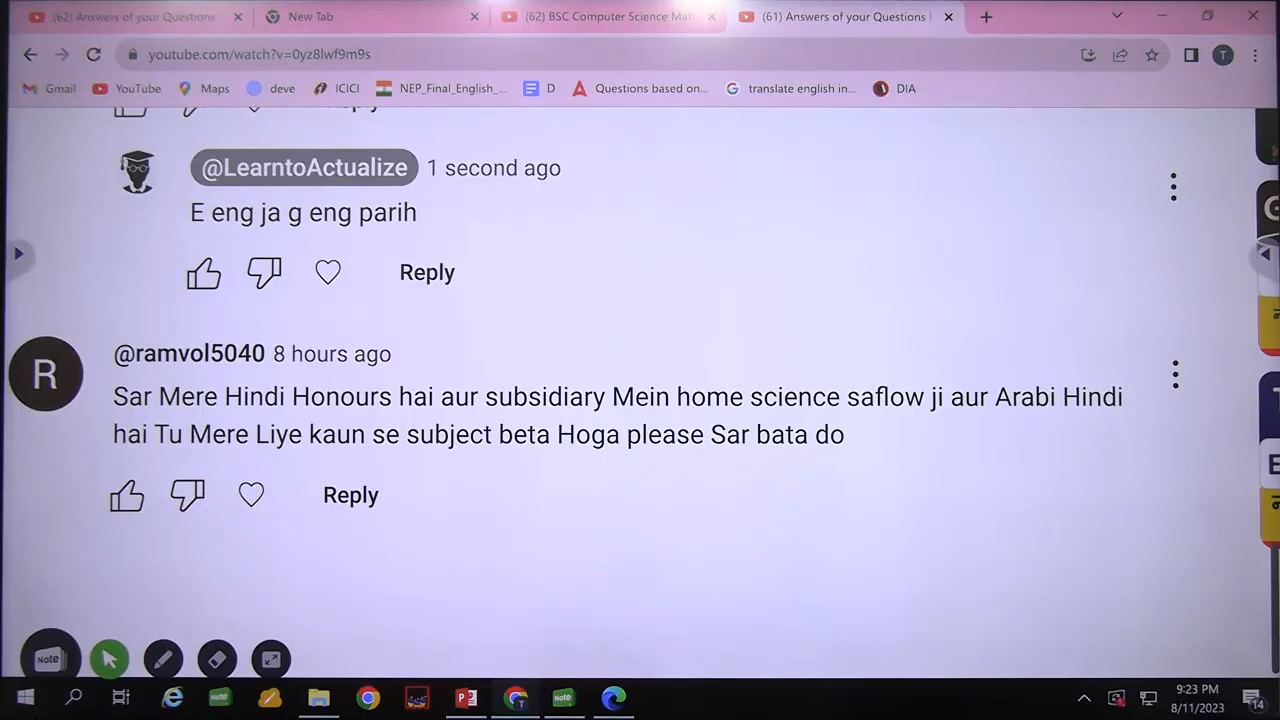 (62) Answers of your Questions
New Tab
(62) BSC Computer Science Mat
(61) Answers of your Questions
youtube.com/watch?v=0yz8lwf9m9s
T
Gmail
YouTube
Maps
deve
ICICI
NEP_Final_English_...
D
Questions based on...
translate english in...
DIA
@LearntoActualize 1 second ago
E eng ja g eng parih
Reply
R
@ramvol5040 8 hours ago
Sar Mere Hindi Honours hai aur subsidiary Mein home science saflow ji aur Arabi Hindi
hai Tu Mere Liye kaun se subject beta Hoga please Sar bata do
Reply
Note
9:23 PM
8/11/2023
14